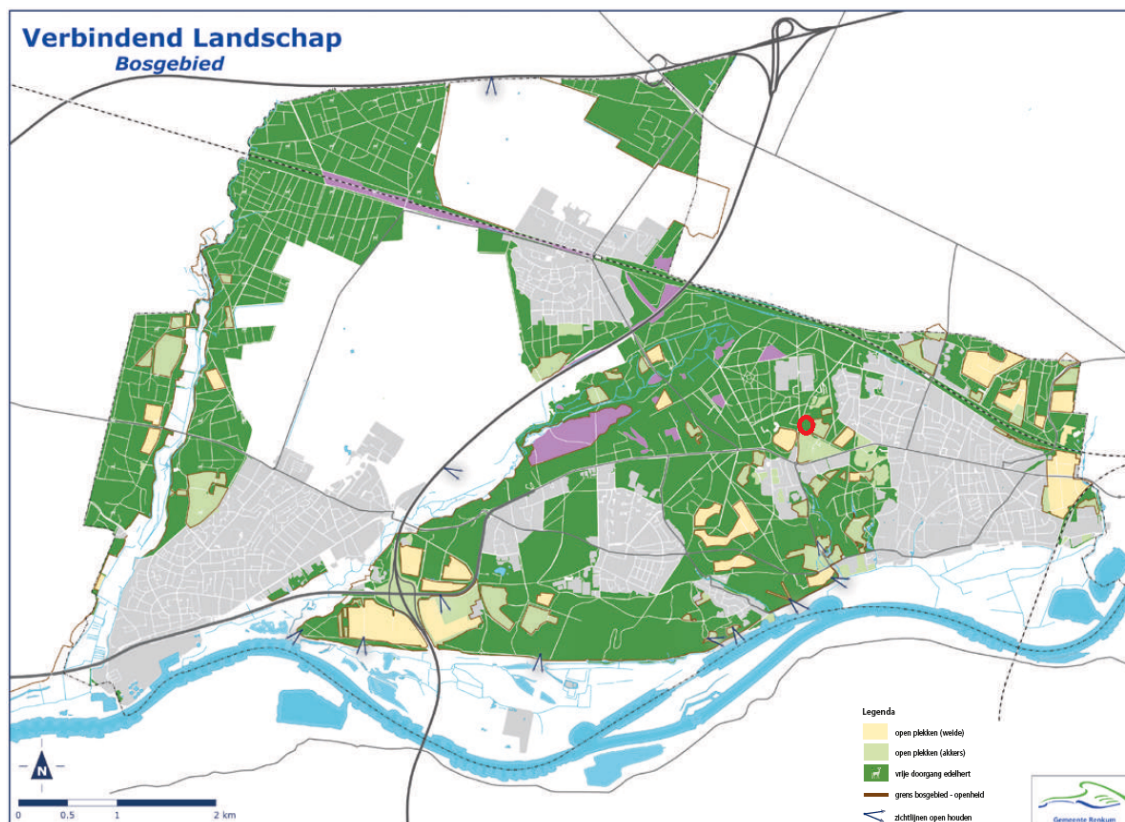 Verbindend Landschap
Bosgebied
Legenda
open plekken (weide)
open plekken (akkers)
vrije doorgang edelhert
grens bosgebied - openheid
zichtlijnen open houden
N
0 0,5 1 2 km
Gemeente Renkum